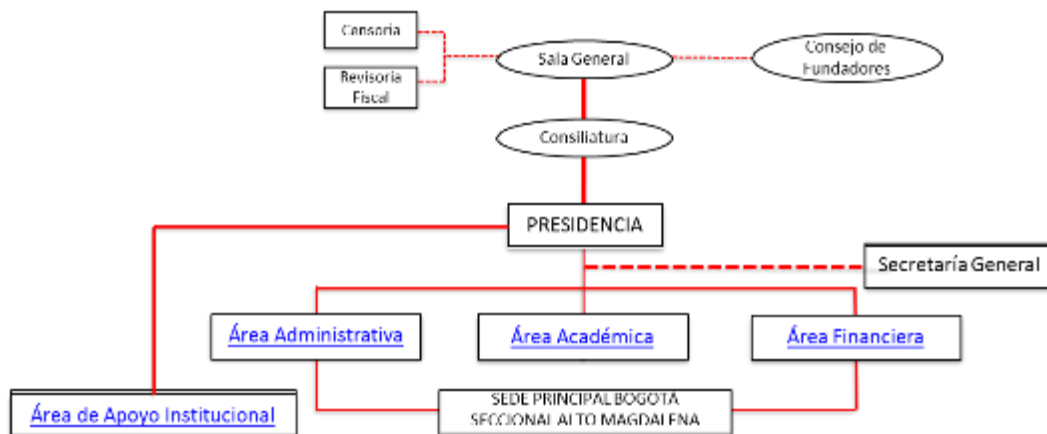 Censoria
Sala General
Consejo de
Fundadores
Revisoria
Fiscal
Consiliatura
PRESIDENCIA
Secretaría General
Área Administrativa
Área Académica
Área Financiera
Área de Apoyo Institucional
SEDE PRINCIPAL BOGOTÁ
SECCIONAL ALTO MAGDALENA